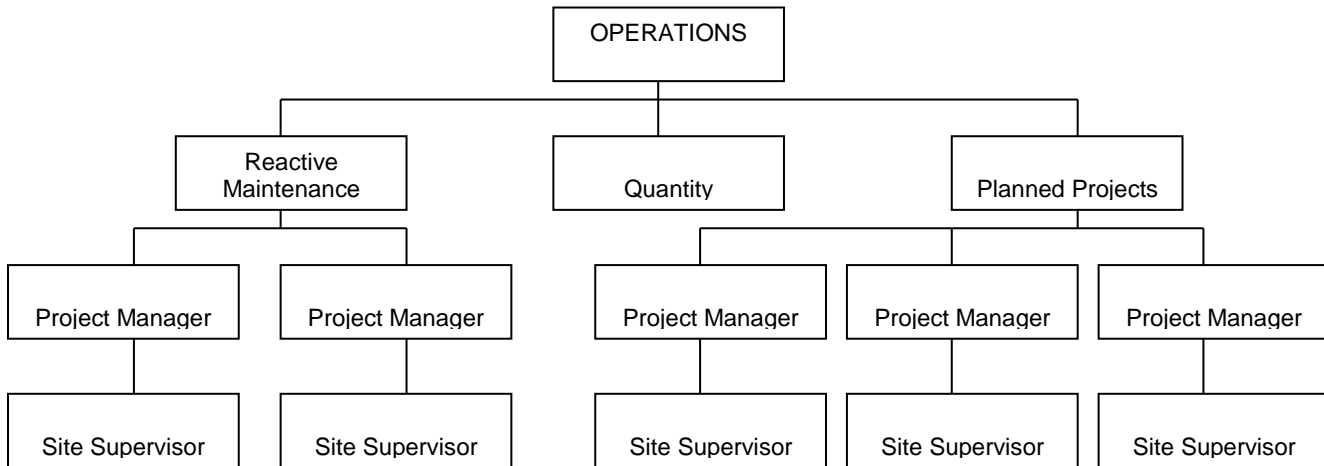 OPERATIONS
Reactive
Maintenance
Quantity
Planned Projects
Project Manager
Project Manager
Project Manager
Project Manager
Project Manager
Site Supervisor
Site Supervisor
Site Supervisor
Site Supervisor
Site Supervisor